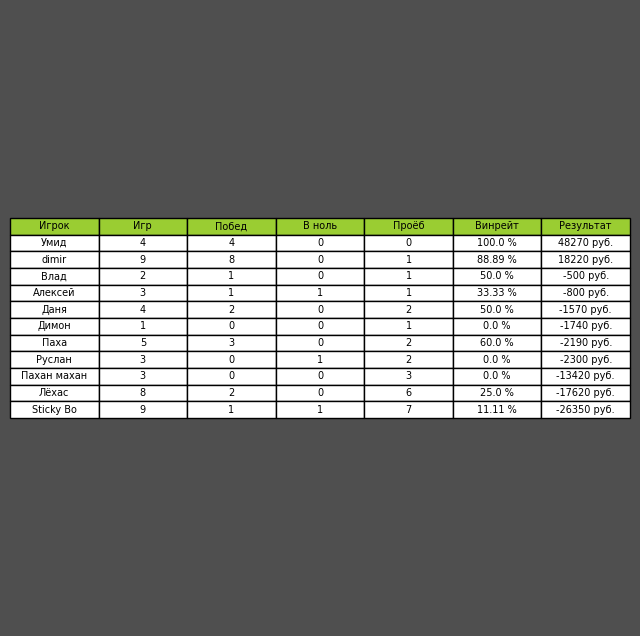 Игрок Игр Побед В ноль Проёб Винрейт Результат
Умид 4 4 0 0 100.0 % 48270 руб.
dimir 9 8 0 1 88.89 % 18220 руб.
Влад 2 1 0 1 50.0 % -500 руб.
Алексей 3 1 1 1 33.33 % -800 руб.
Даня 4 2 0 2 50.0 % -1570 руб.
Димон 1 0 0 1 0.0 % -1740 руб.
Паха 5 3 0 2 60.0 % -2190 руб.
Руслан 3 0 1 2 0.0 % -2300 руб.
Пахан махан 3 0 0 3 0.0 % -13420 руб.
Лёхас 8 2 0 6 25.0 % -17620 руб.
Sticky Bo 9 1 1 7 11.11 % -26350 руб.